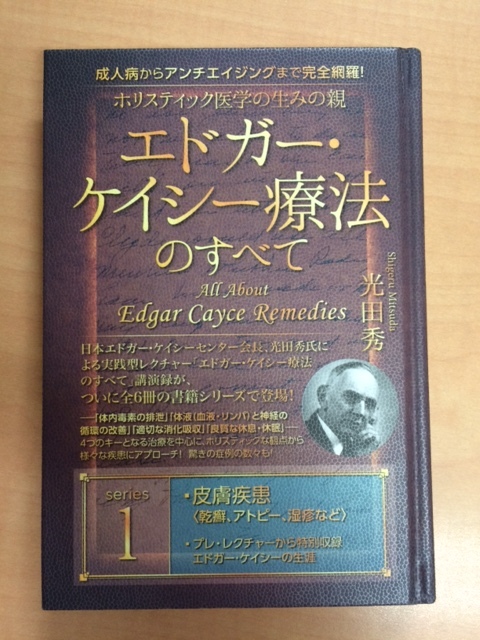 成人病からアンチエイジングまで完全網羅!
ホリスティック医学の生みの親
エドガー・
ケイシー療法
のすべて
All About
Edgar Cayce Remedies
Shigeru Mitsuda
光田秀
日本エドガー・ケイシーセンター会長、光田秀氏に
よる実践型レクチャー「エドガー・ケイシー療法
のすべて」講演録が、
ついに全6冊の書籍シリーズで登場!
―「体内毒素の排泄」「体液(血液・リンパ)と神経の
循環の改善」「適切な消化吸収」「良質な休息・休眠」―
4つのキーとなる治療を中心に、ホリスティックな観点から
様々な疾患にアプローチ! 驚きの症例の数々も!
series
1
・皮膚疾患
〈乾癬、アトピー、湿疹など〉
・プレ・レクチャーから特別収録
エドガー・ケイシーの生涯